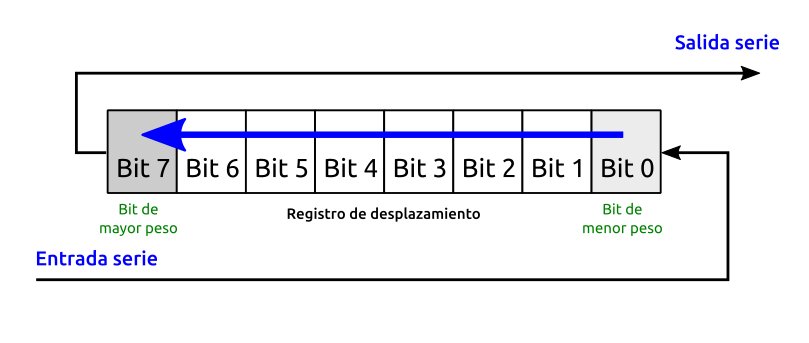 Salida serie
Bit 7 Bit 6 Bit 5 Bit 4 Bit 3 Bit 2 Bit 1 Bit 0
Bit de
mayor peso
Registro de desplazamiento
Bit de
menor peso
Entrada serie